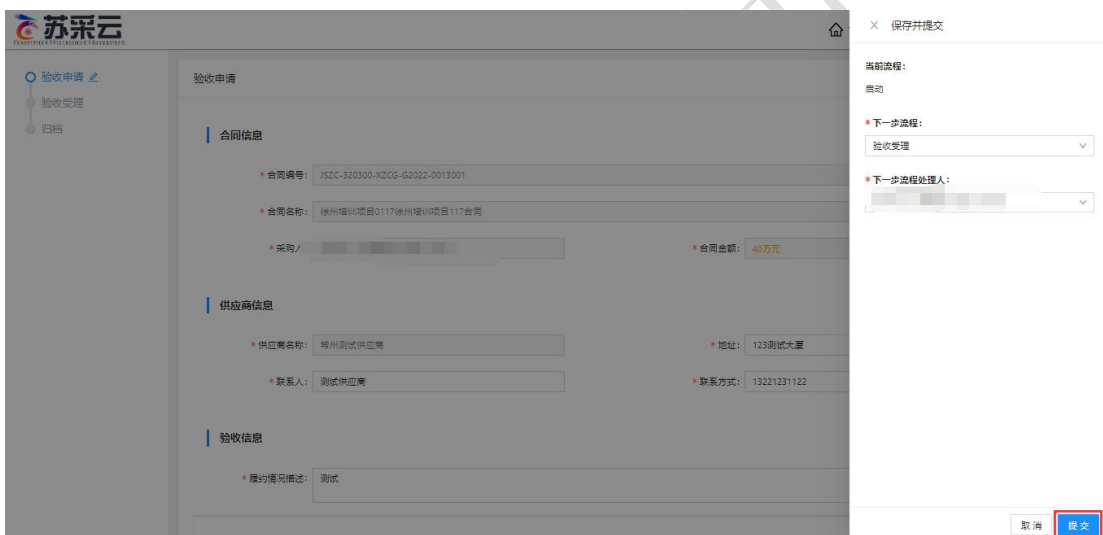 苏采云
Government Procurement Management
× 保存并提交
验收申请
验收受理
归档
验收申请
合同信息
* 合同编号: JSZC-320300-XZCG-G2022-0013001
* 合同名称: 徐州培训项目0117徐州培训项目117合同
* 采购人
* 合同金额: 40万元
供应商信息
* 供应商名称: 常州测试供应商
* 地址: 123测试大厦
* 联系人: 测试供应商
* 联系方式: 13221231122
验收信息
* 履约情况描述: 测试
当前流程:
启动
* 下一步流程:
验收受理
* 下一步流程处理人:
取消
提交